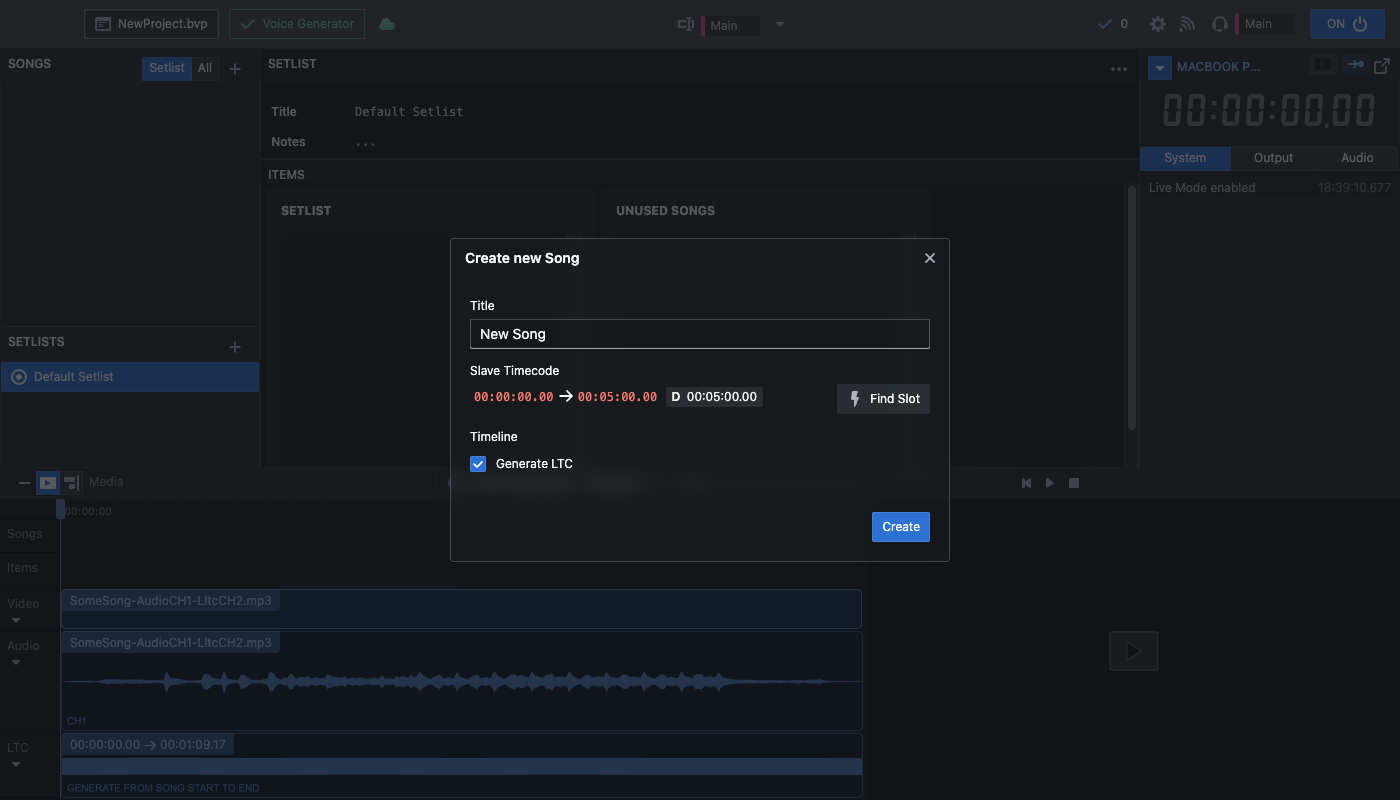 NewProject.bvp
Voice Generator
Main
0
Main
ON
SONGS
Setlist
All
SETLIST
MACBOOK P...
00:00:00.00
Title
Default Setlist
Notes
...
System
Output
Audio
ITEMS
Live Mode enabled
18:39:10.677
SETLIST
UNUSED SONGS
Create new Song
Title
New Song
SETLISTS
Default Setlist
Slave Timecode
00:00:00.00 → 00:05:00.00
D 00:05:00.00
Find Slot
Timeline
Generate LTC
Media
00:00:00
Create
Songs
Items
Video
SomeSong-AudioCH1-LltcCH2.mp3
Audio
SomeSong-AudioCH1-LltcCH2.mp3
CH1
LTC
00:00:00.00 → 00:01:09.17
GENERATE FROM SONG START TO END